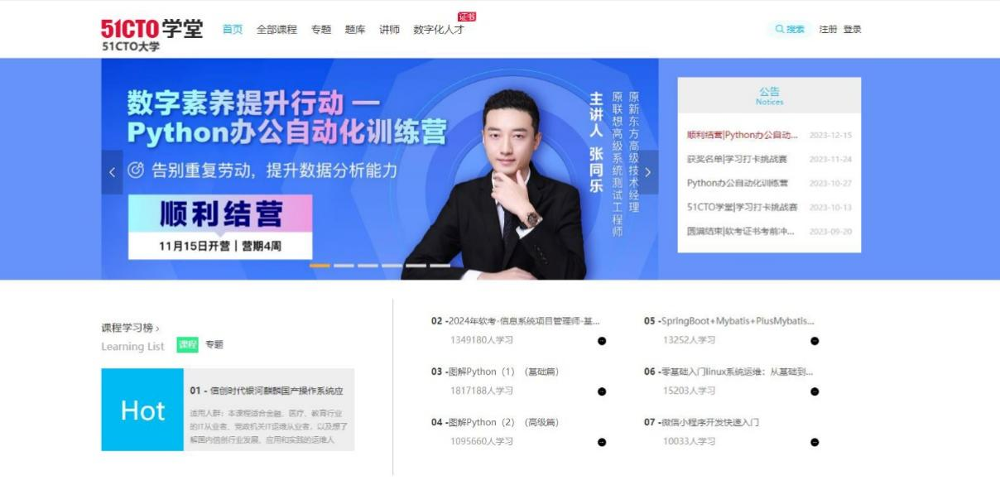 证书
51CTO学堂 首页 全部课程 专题 题库 讲师 数字化人才 搜索 注册 登录
51CTO大学
数字素养提升行动 —
Python办公自动化训练营
告别重复劳动，提升数据分析能力
顺利结营
11月15日开营 | 营期4周
主讲人 张同乐
原新东方高级技术经理
原联想高级系统测试工程师
公告
Notices
顺利结营|Python办公自动... 2023-12-15
获奖名单|学习打卡挑战赛 2023-11-24
Python办公自动化训练营 2023-10-27
51CTO学堂|学习打卡挑战赛 2023-10-13
圆满结束|软考证书考前冲... 2023-09-20
课程学习榜 ›
Learning List 课程 专题
Hot
01 - 信创时代银河麒麟国产操作系统应
适用人群：本课程适合金融、医疗、教育行业
的IT从业者、党政机关IT运维从业者，以及想了
解国内信创行业发展、应用和实践的运维人
02 -2024年软考-信息系统项目管理师-基...
1349180人学习
03 -图解Python（1）（基础篇）
1817188人学习
04 -图解Python（2）（高级篇）
1095660人学习
05 -SpringBoot+Mybatis+PlusMybatis...
13252人学习
06 -零基础入门linux系统运维：从基础到...
15203人学习
07 -微信小程序开发快速入门
10033人学习